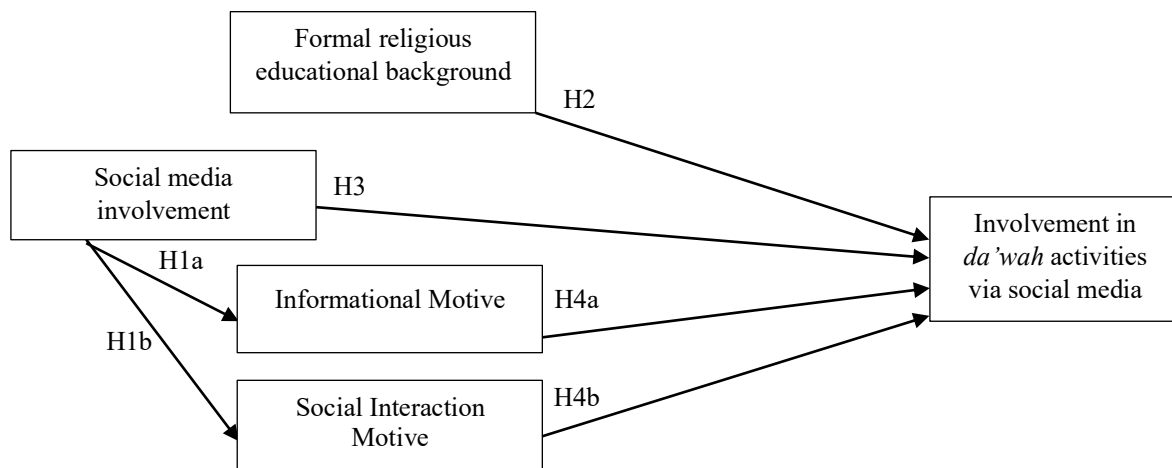 Formal religious
educational background
H2
Social media
involvement
H3
Involvement in
da’wah activities
via social media
H1a
Informational Motive
H4a
H1b
Social Interaction
Motive
H4b